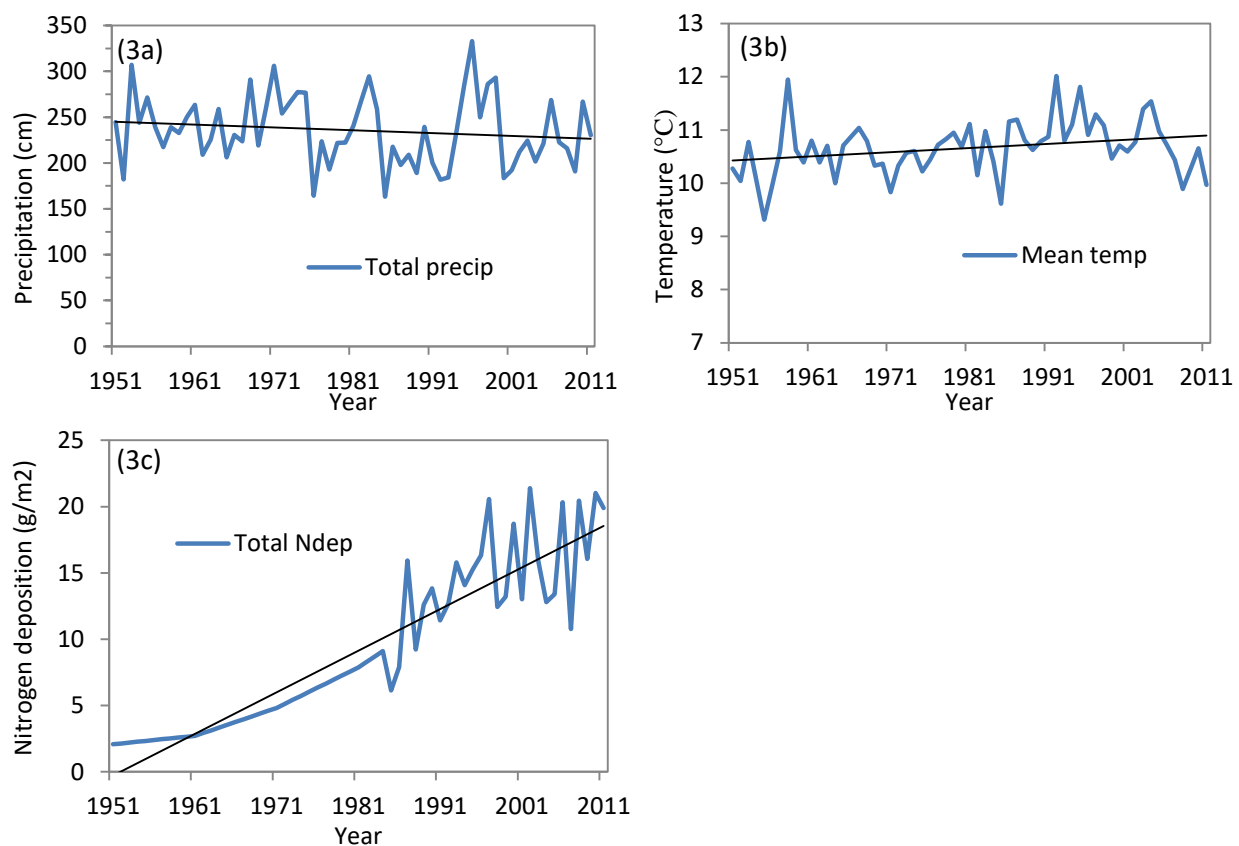 (3a)
Precipitation (cm)
350
300
250
200
150
100
50
0
Total precip
1951 1961 1971 1981 1991 2001 2011
Year
(3b)
Temperature (°C)
13
12
11
10
9
8
7
Mean temp
1951 1961 1971 1981 1991 2001 2011
Year
(3c)
Nitrogen deposition (g/m2)
25
20
15
10
5
0
Total Ndep
1951 1961 1971 1981 1991 2001 2011
Year